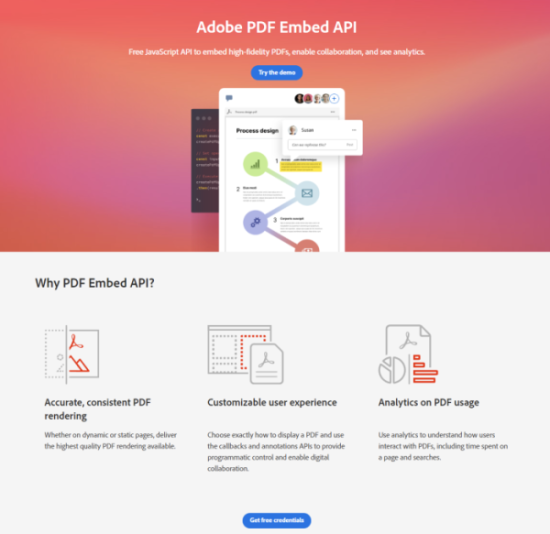 Adobe PDF Embed API
Free JavaScript API to embed high-fidelity PDFs, enable collaboration, and see analytics.
Try the demo
Process design
Susan
1
2
3
Why PDF Embed API?
Accurate, consistent PDF
rendering
Whether on dynamic or static pages, deliver
the highest quality PDF rendering available.
Customizable user experience
Choose exactly how to display a PDF and use
the callbacks and annotations APIs to provide
programmatic control and enable digital
collaboration.
Analytics on PDF usage
Use analytics to understand how users
interact with PDFs, including time spent on
a page and searches.
Get free credentials